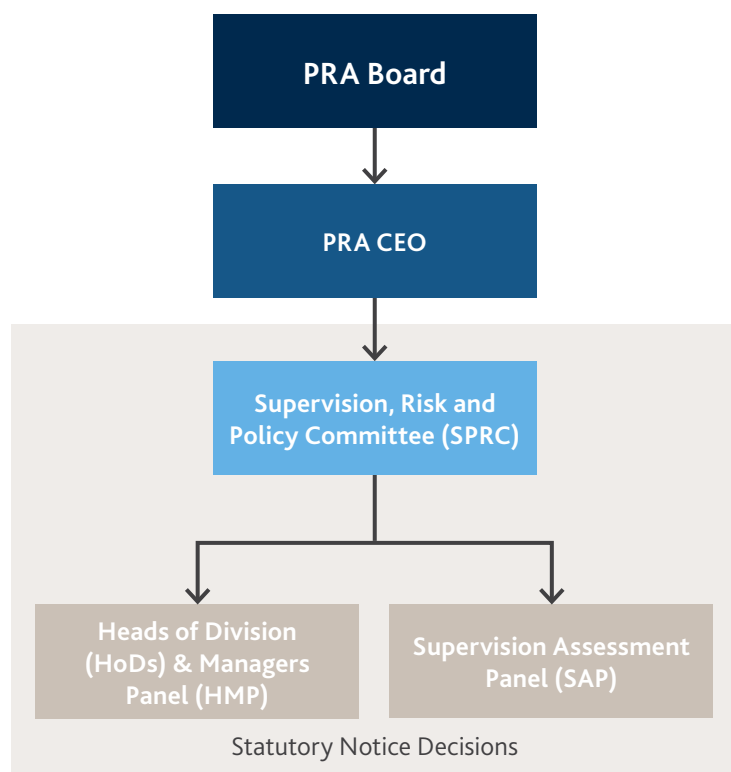 PRA Board
PRA CEO
Supervision, Risk and
Policy Committee (SPRC)
Heads of Division
(HoDs) & Managers
Panel (HMP)
Supervision Assessment
Panel (SAP)
Statutory Notice Decisions